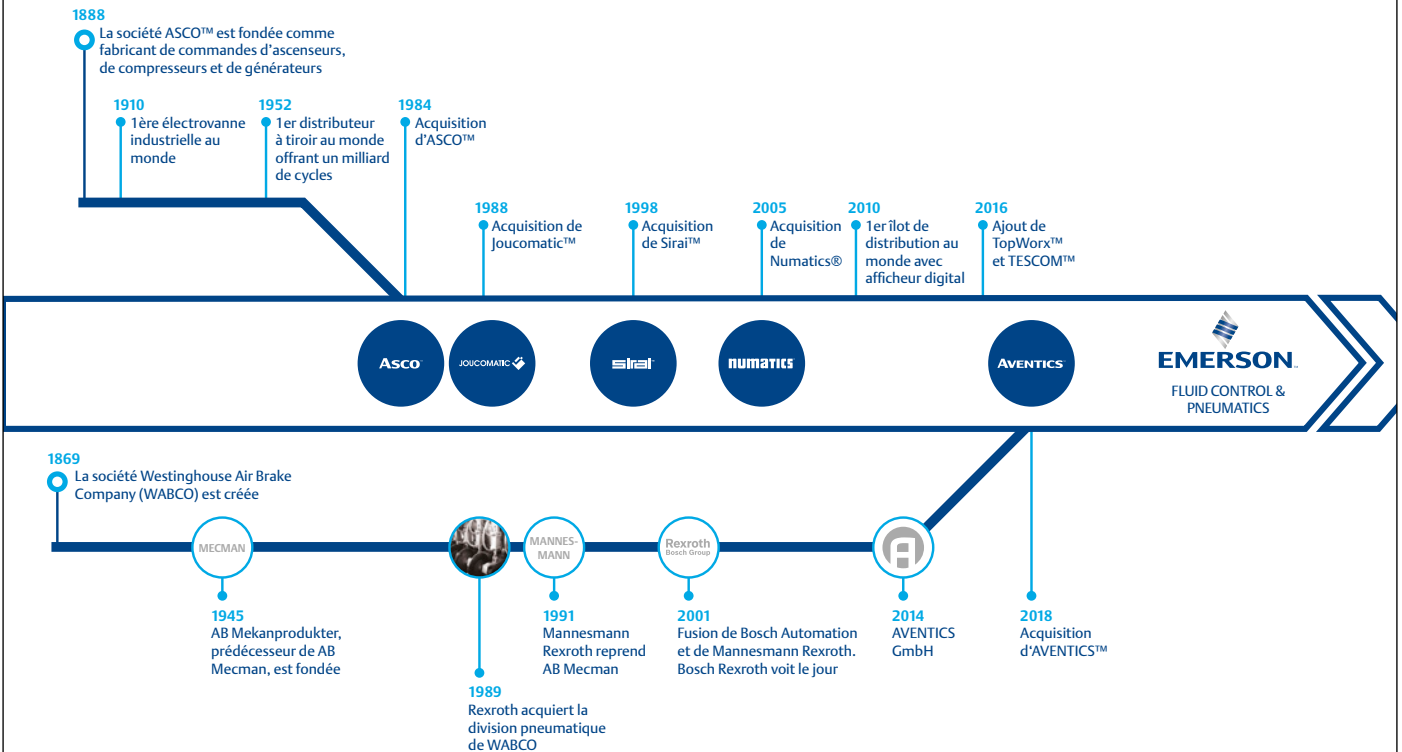 1888
La société ASCO™ est fondée comme
fabricant de commandes d'ascenseurs,
de compresseurs et de générateurs
1910
1ère électrovanne
industrielle au
monde
1952
1er distributeur
à tiroir au monde
offrant un milliard
de cycles
1984
Acquisition
d'ASCO™
1988
Acquisition de
Joucomatic™
1998
Acquisition
de Sirai™
2005
Acquisition
de
Numatics®
2010
1er îlot de
distribution au
monde avec
afficheur digital
2016
Ajout de
TopWorx™
et TESCOM™
ASCO™
JOUCOMATIC
sirai™
numatics™
AVENTICS™
EMERSON™
FLUID CONTROL &
PNEUMATICS
1869
La société Westinghouse Air Brake
Company (WABCO) est créée
MECMAN
MANNES-
MANN
Rexroth
Bosch Group
1945
AB Mekanprodukter,
prédécesseur de AB
Mecman, est fondée
1989
Rexroth acquiert la
division pneumatique
de WABCO
1991
Mannesmann
Rexroth reprend
AB Mecman
2001
Fusion de Bosch Automation
et de Mannesmann Rexroth.
Bosch Rexroth voit le jour
2014
AVENTICS
GmbH
2018
Acquisition
d‘AVENTICS™